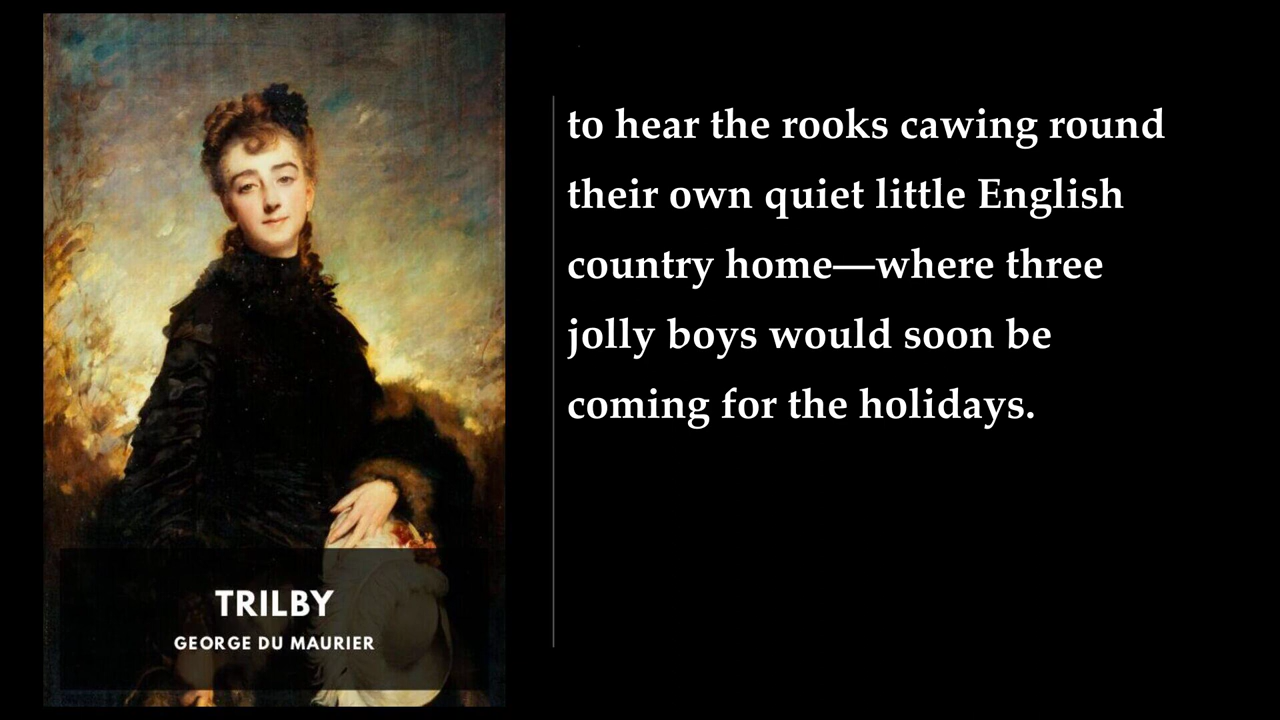 to hear the rooks cawing round
their own quiet little English
country home—where three
jolly boys would soon be
coming for the holidays.
TRILBY
GEORGE DU MAURIER